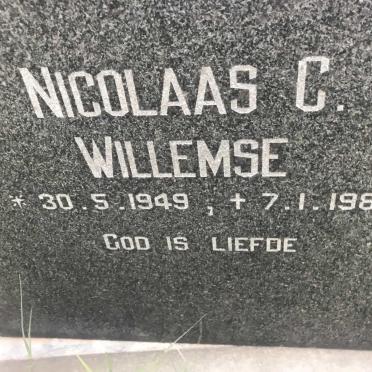 NICOLAAS C.
WILLEMSE
* 30.5.1949 ; + 7.1.198
GOD IS LIEFDE